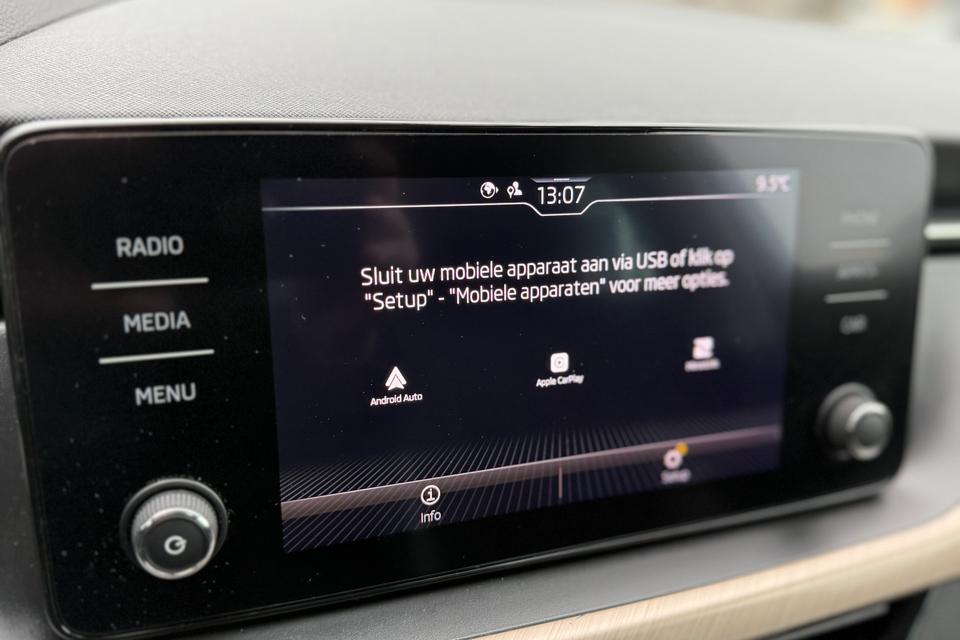 13:07
9.5°C
RADIO
MEDIA
MENU
Sluit uw mobiele apparaat aan via USB of klik op
"Setup" - "Mobiele apparaten" voor meer opties.
Android Auto
Apple CarPlay
Info
Setup
PHONE
CAR